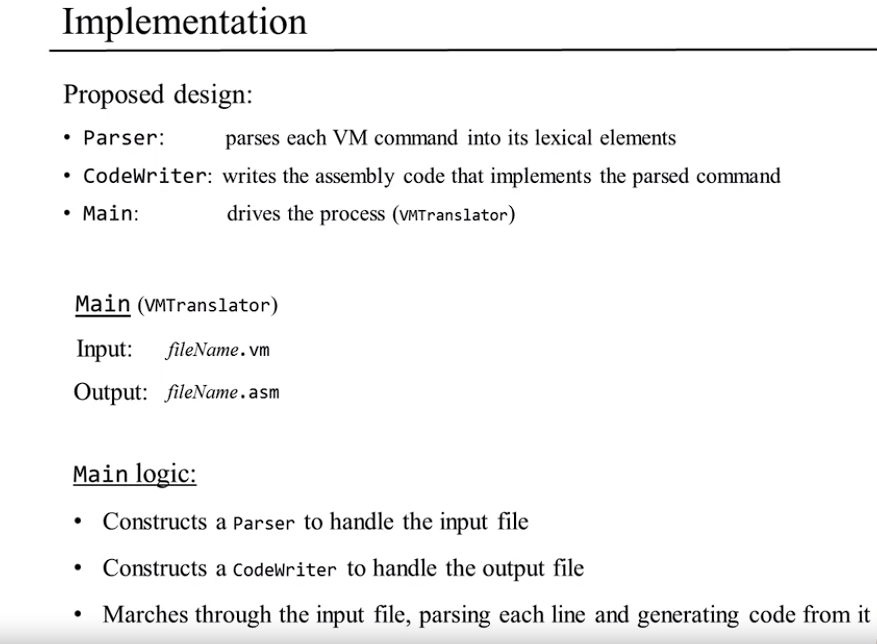 Implementation
Proposed design:
• Parser: parses each VM command into its lexical elements
• CodeWriter: writes the assembly code that implements the parsed command
• Main: drives the process (VMTranslator)
Main (VMTranslator)
Input: fileName.vm
Output: fileName.asm
Main logic:
• Constructs a Parser to handle the input file
• Constructs a CodeWriter to handle the output file
• Marches through the input file, parsing each line and generating code from it